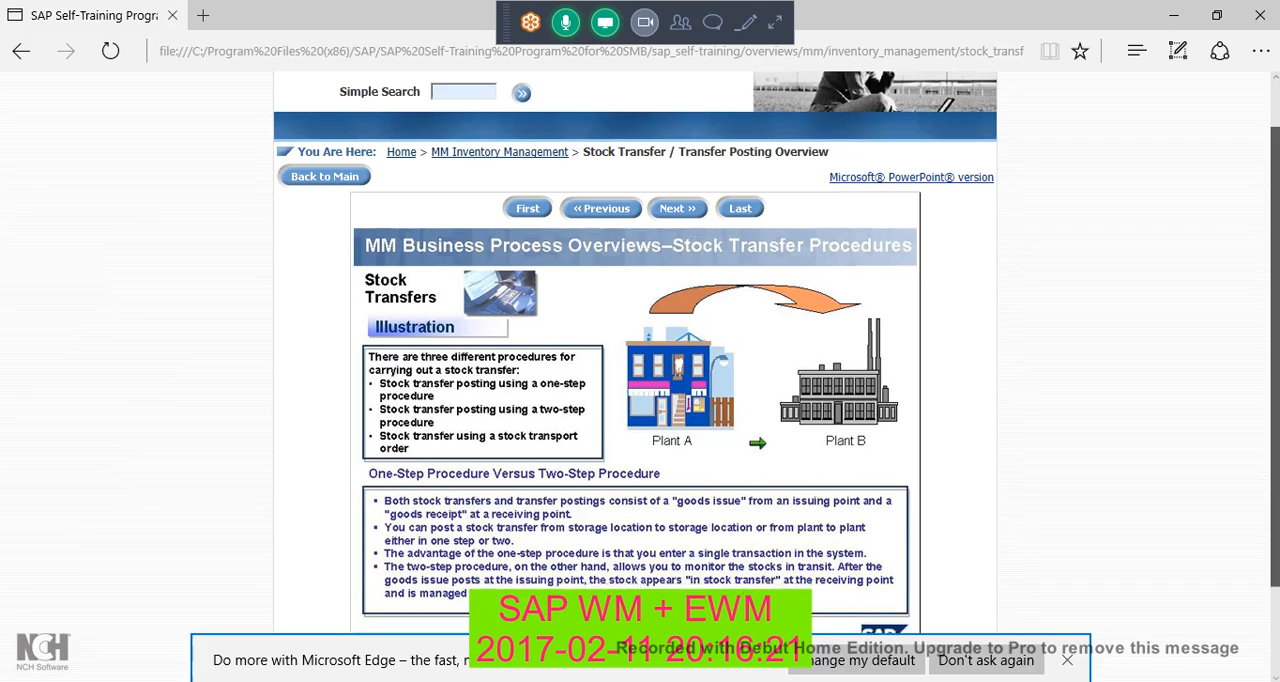 SAP Self-Training Progra
file:///C:/Program%20Files%20(x86)/SAP/SAP%20Self-Training%20Program%20for%20SMB/sap_self-training/overviews/mm/inventory_management/stock_transf
Simple Search
You Are Here: Home > MM Inventory Management > Stock Transfer / Transfer Posting Overview
Back to Main
Microsoft® PowerPoint® version
First
«Previous
Next »
Last
MM Business Process Overviews–Stock Transfer Procedures
Stock
Transfers
Illustration
There are three different procedures for
carrying out a stock transfer:
• Stock transfer posting using a one-step
procedure
• Stock transfer posting using a two-step
procedure
• Stock transfer using a stock transport
order
Plant A
Plant B
One-Step Procedure Versus Two-Step Procedure
• Both stock transfers and transfer postings consist of a "goods issue" from an issuing point and a
"goods receipt" at a receiving point.
• You can post a stock transfer from storage location to storage location or from plant to plant
either in one step or two.
• The advantage of the one-step procedure is that you enter a single transaction in the system.
• The two-step procedure, on the other hand, allows you to monitor the stocks in transit. After the
goods issue posts at the issuing point, the stock appears "in stock transfer" at the receiving point
and is managed
SAP WM + EWM
2017-02-11 20:16:21
Recorded with Debut Home Edition. Upgrade to Pro to remove this message
NCH
NCH Software
Do more with Microsoft Edge – the fast,
hange my default
Don't ask again